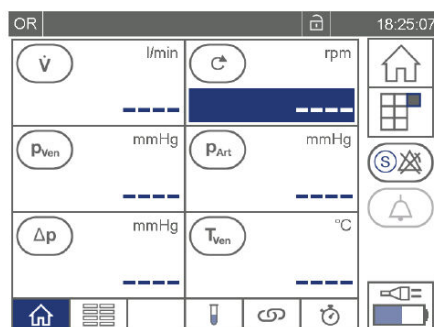 OR 18:25:07
V̇ l/min rpm
---- ----
pVen mmHg pArt mmHg
---- ----
Δp mmHg TVen °C
---- ----
S